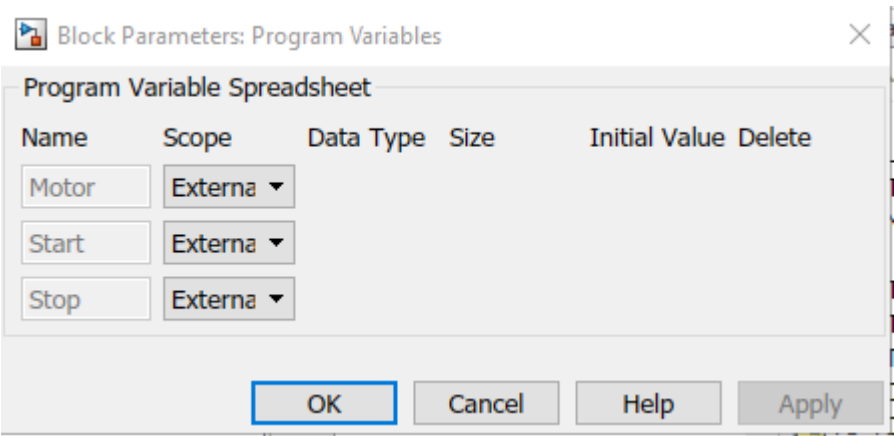 Block Parameters: Program Variables
Program Variable Spreadsheet
Name Scope Data Type Size Initial Value Delete
Motor Externa
Start Externa
Stop Externa
OK Cancel Help Apply